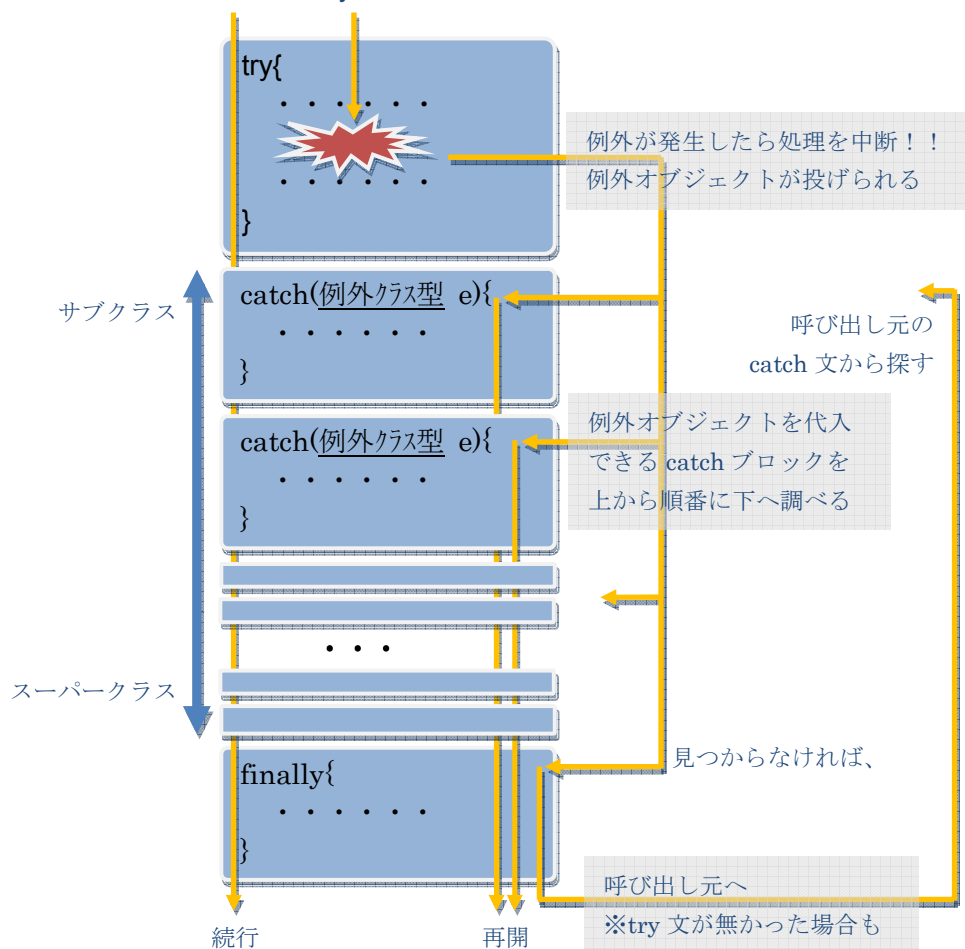 try{
・・・・・・
・・・・・・
}
例外が発生したら処理を中断！！
例外オブジェクトが投げられる
サブクラス
catch(例外クラス型 e){
・・・・・・
}
呼び出し元の
catch 文から探す
catch(例外クラス型 e){
・・・・・・
}
例外オブジェクトを代入
できる catch ブロックを
上から順番に下へ調べる
・・・
スーパークラス
見つからなければ、
finally{
・・・・・・
}
呼び出し元へ
※try 文が無かった場合も
続行
再開